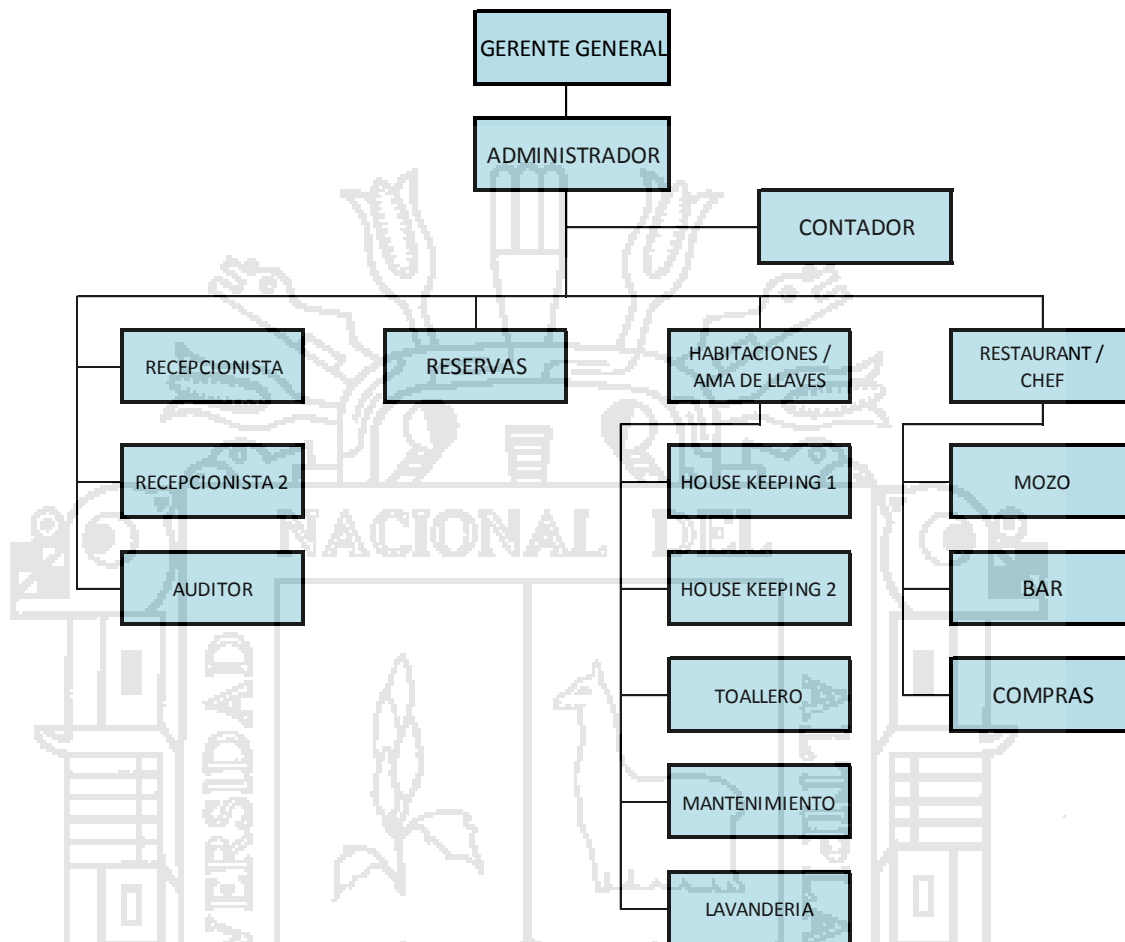 GERENTE GENERAL
ADMINISTRADOR
CONTADOR
RECEPCIONISTA
RESERVAS
HABITACIONES /
AMA DE LLAVES
RESTAURANT /
CHEF
RECEPCIONISTA 2
HOUSE KEEPING 1
MOZO
NACIONAL DEL
AUDITOR
HOUSE KEEPING 2
BAR
TOALLERO
COMPRAS
MANTENIMIENTO
LAVANDERIA
VERSIDAD